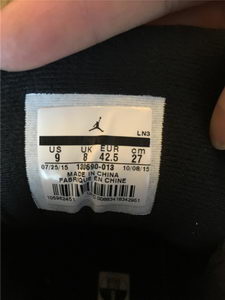 LN3
US UK EUR cm
9 8 42.5 27
07/25/15 10/08/15
MADE IN CHINA
FABRIQUE EN CHINE